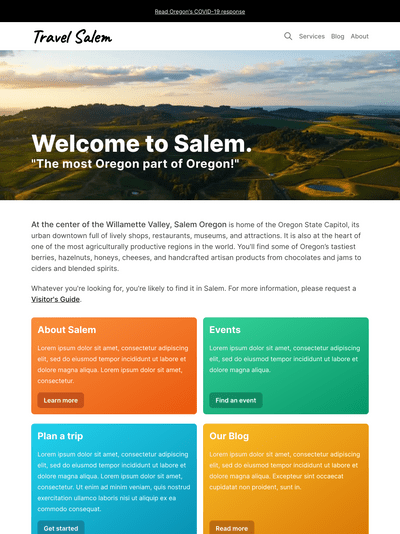 Read Oregon's COVID-19 response
Travel Salem
Services Blog About
Welcome to Salem.
"The most Oregon part of Oregon!"
At the center of the Willamette Valley, Salem Oregon is home of the Oregon State Capitol, its
urban downtown full of lively shops, restaurants, museums, and attractions. It is also at the heart of
one of the most agriculturally productive regions in the world. You'll find some of Oregon's tastiest
berries, hazelnuts, honeys, cheeses, and handcrafted artisan products from chocolates and jams to
ciders and blended spirits.
Whatever you're looking for, you're likely to find it in Salem. For more information, please request a
Visitor's Guide.
About Salem
Lorem ipsum dolor sit amet, consectetur adipiscing
elit, sed do eiusmod tempor incididunt ut labore et
dolore magna aliqua. Lorem ipsum dolor sit amet,
consectetur.
Learn more
Events
Lorem ipsum dolor sit amet, consectetur adipiscing
elit, sed do eiusmod tempor incididunt ut labore et
dolore magna aliqua.
Find an event
Plan a trip
Lorem ipsum dolor sit amet, consectetur adipiscing
elit, sed do eiusmod tempor incididunt ut labore et
dolore magna aliqua. Lorem ipsum dolor sit amet,
consectetur. Ut enim ad minim veniam, quis nostrud
exercitation ullamco laboris nisi ut aliquip ex ea
commodo consequat.
Get started
Our Blog
Lorem ipsum dolor sit amet, consectetur adipiscing
elit, sed do eiusmod tempor incididunt ut labore et
dolore magna aliqua. Excepteur sint occaecat
cupidatat non proident, sunt in.
Read more